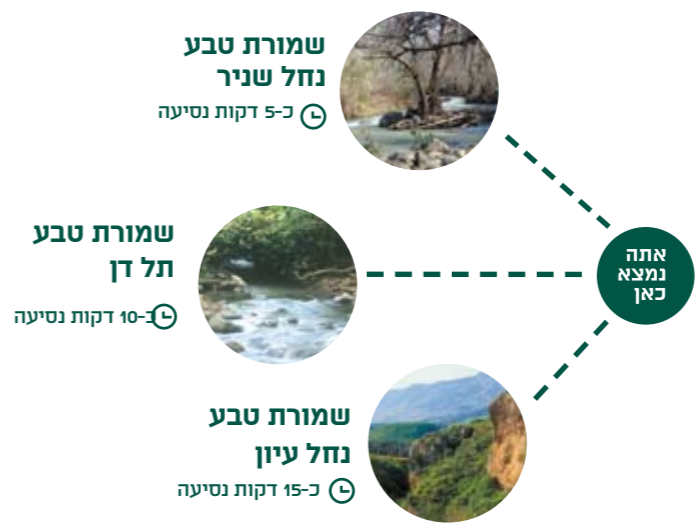 שמורת טבע
נחל שניר
כ-5 דקות נסיעה
שמורת טבע
תל דן
כ-10 דקות נסיעה
אתה
נמצא
כאן
שמורת טבע
נחל עיון
כ-15 דקות נסיעה